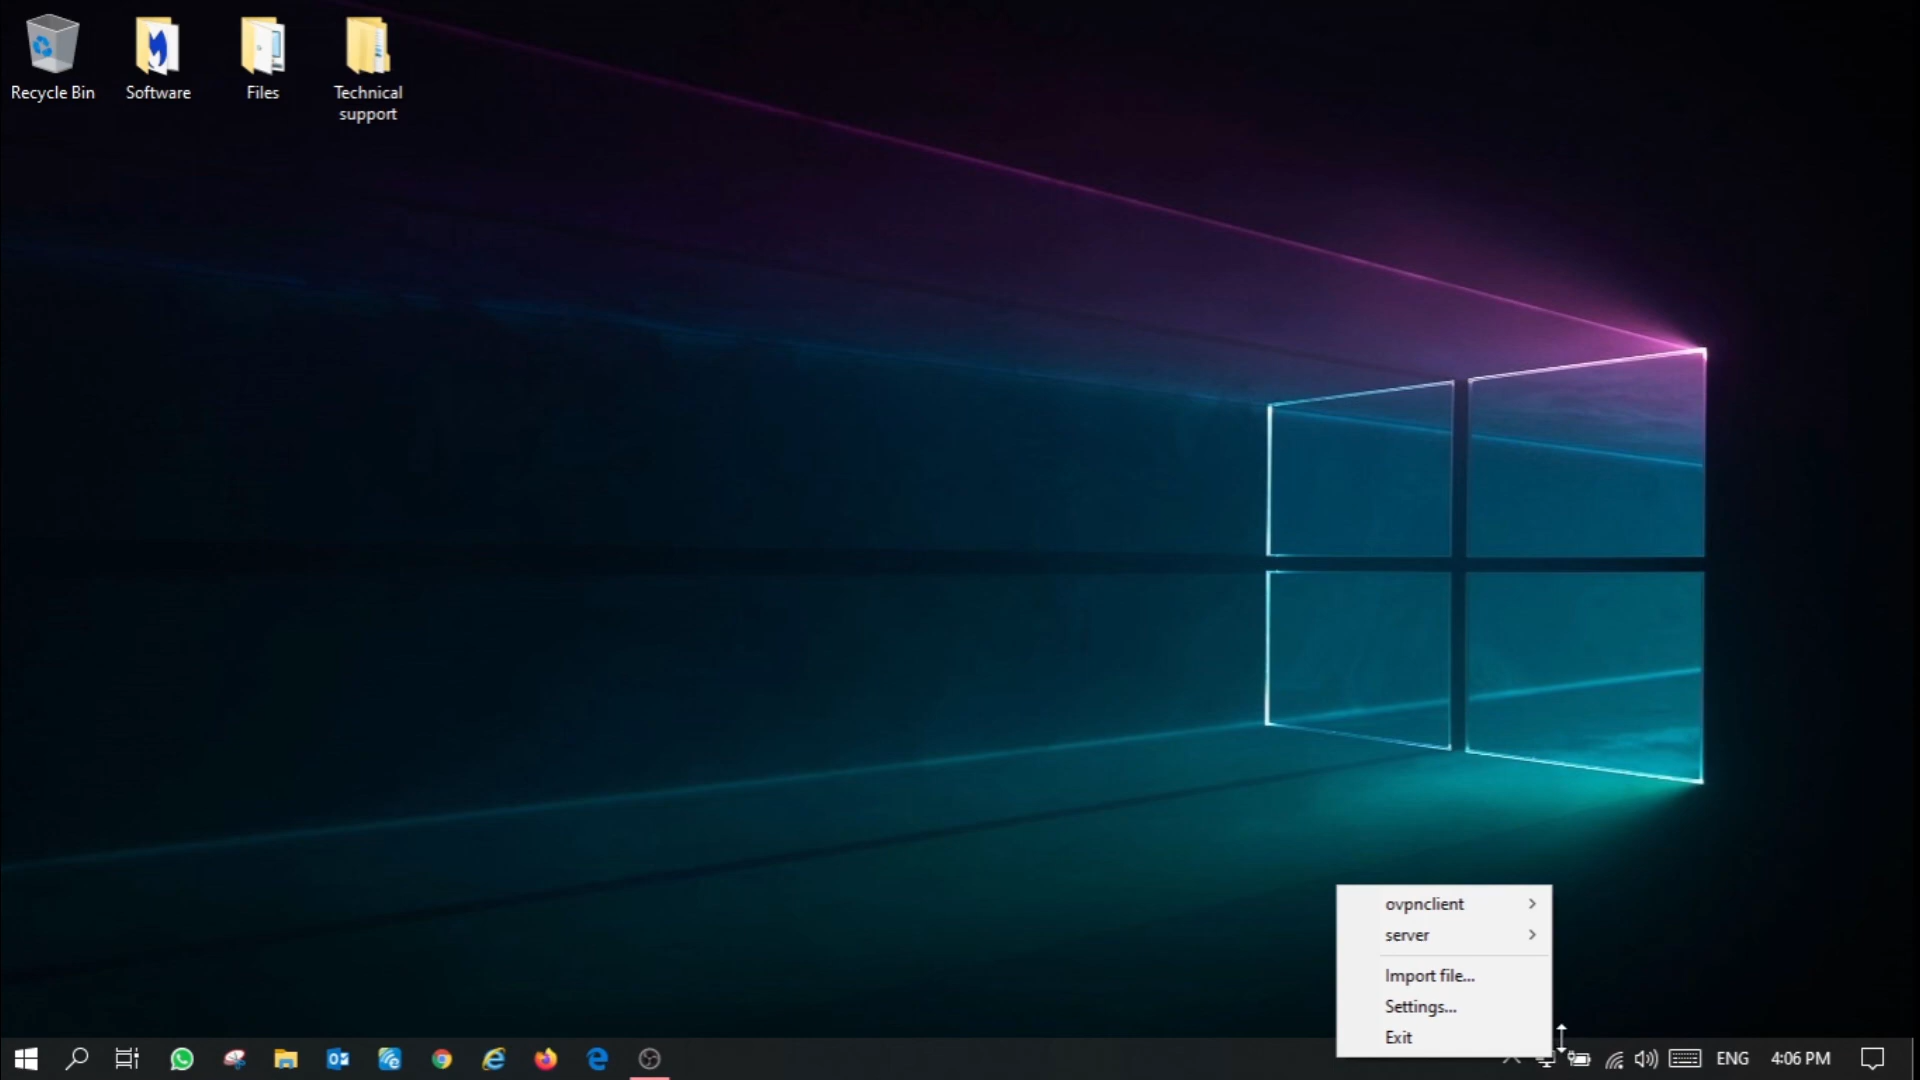 Recycle Bin
Software
Files
Technical
support
ovpnclient
server
Import file...
Settings...
Exit
ENG
4:06 PM